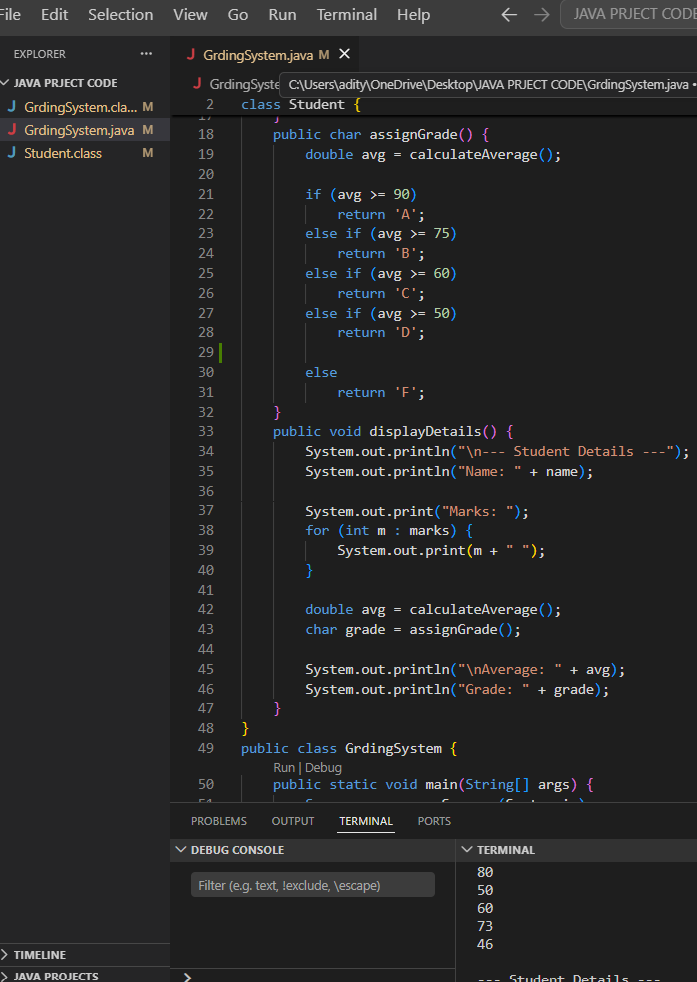 File Edit Selection View Go Run Terminal Help
JAVA PRJECT CODE
EXPLORER
JAVA PRJECT CODE
GrdingSystem.cla... M
GrdingSystem.java M
Student.class M
GrdingSystem.java M
GrdingSyste
C:\Users\adity\OneDrive\Desktop\JAVA PRJECT CODE\GrdingSystem.java •
2 class Student {
17 }
18 public char assignGrade() {
19 double avg = calculateAverage();
20
21 if (avg >= 90)
22 return 'A';
23 else if (avg >= 75)
24 return 'B';
25 else if (avg >= 60)
26 return 'C';
27 else if (avg >= 50)
28 return 'D';
29
30 else
31 return 'F';
32 }
33 public void displayDetails() {
34 System.out.println("\n--- Student Details ---");
35 System.out.println("Name: " + name);
36
37 System.out.print("Marks: ");
38 for (int m : marks) {
39 System.out.print(m + " ");
40 }
41
42 double avg = calculateAverage();
43 char grade = assignGrade();
44
45 System.out.println("\nAverage: " + avg);
46 System.out.println("Grade: " + grade);
47 }
48 }
49 public class GrdingSystem {
Run | Debug
50 public static void main(String[] args) {
51
PROBLEMS OUTPUT TERMINAL PORTS
DEBUG CONSOLE
Filter (e.g. text, !exclude, \escape)
TERMINAL
80
50
60
73
46
--- Student Details ---
TIMELINE
JAVA PROJECTS